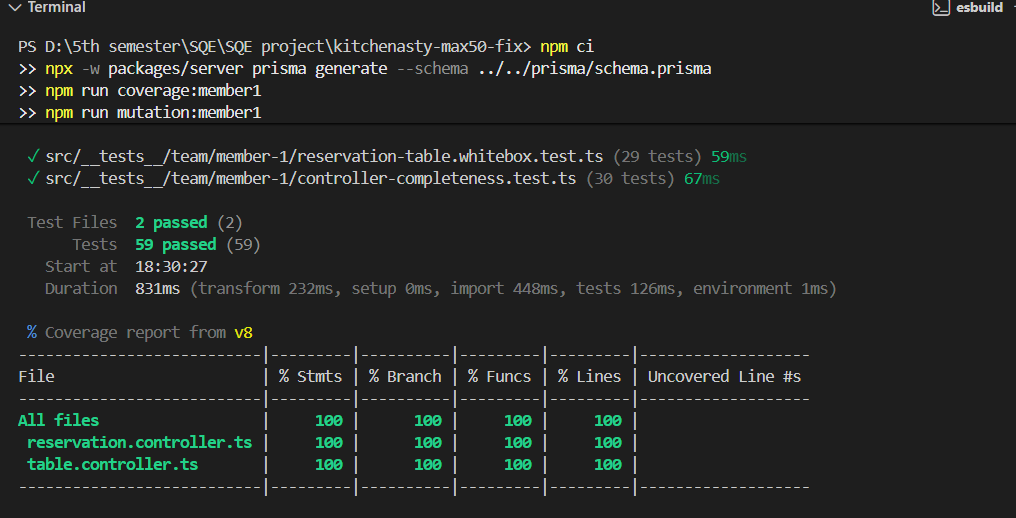 Terminal
esbuild
PS D:\5th semester\SQE\SQE project\kitchenasty-max50-fix> npm ci
>> npx -w packages/server prisma generate --schema ../../prisma/schema.prisma
>> npm run coverage:member1
>> npm run mutation:member1
✓ src/__tests__/team/member-1/reservation-table.whitebox.test.ts (29 tests) 59ms
✓ src/__tests__/team/member-1/controller-completeness.test.ts (30 tests) 67ms
Test Files  2 passed (2)
Tests  59 passed (59)
Start at  18:30:27
Duration  831ms (transform 232ms, setup 0ms, import 448ms, tests 126ms, environment 1ms)
% Coverage report from v8
----------------------------|---------|----------|---------|---------|-------------------
File                        | % Stmts | % Branch | % Funcs | % Lines | Uncovered Line #s
----------------------------|---------|----------|---------|---------|-------------------
All files                   |     100 |      100 |     100 |     100 |
reservation.controller.ts  |     100 |      100 |     100 |     100 |
table.controller.ts        |     100 |      100 |     100 |     100 |
----------------------------|---------|----------|---------|---------|-------------------